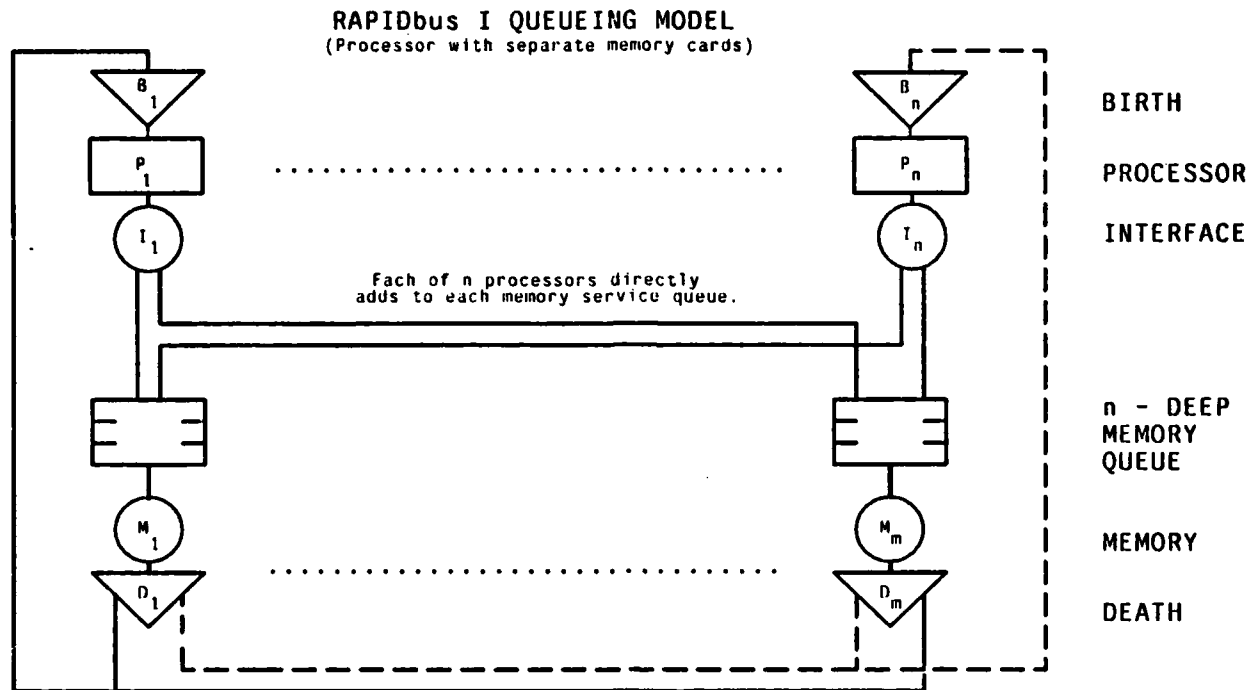 RAPIDbus I QUEUEING MODEL
(Processor with separate memory cards)
B1
Bn
BIRTH
P1
Pn
PROCESSOR
I1
In
INTERFACE
Each of n processors directly
adds to each memory service queue.
n - DEEP
MEMORY
QUEUE
M1
Mm
MEMORY
D1
Dm
DEATH